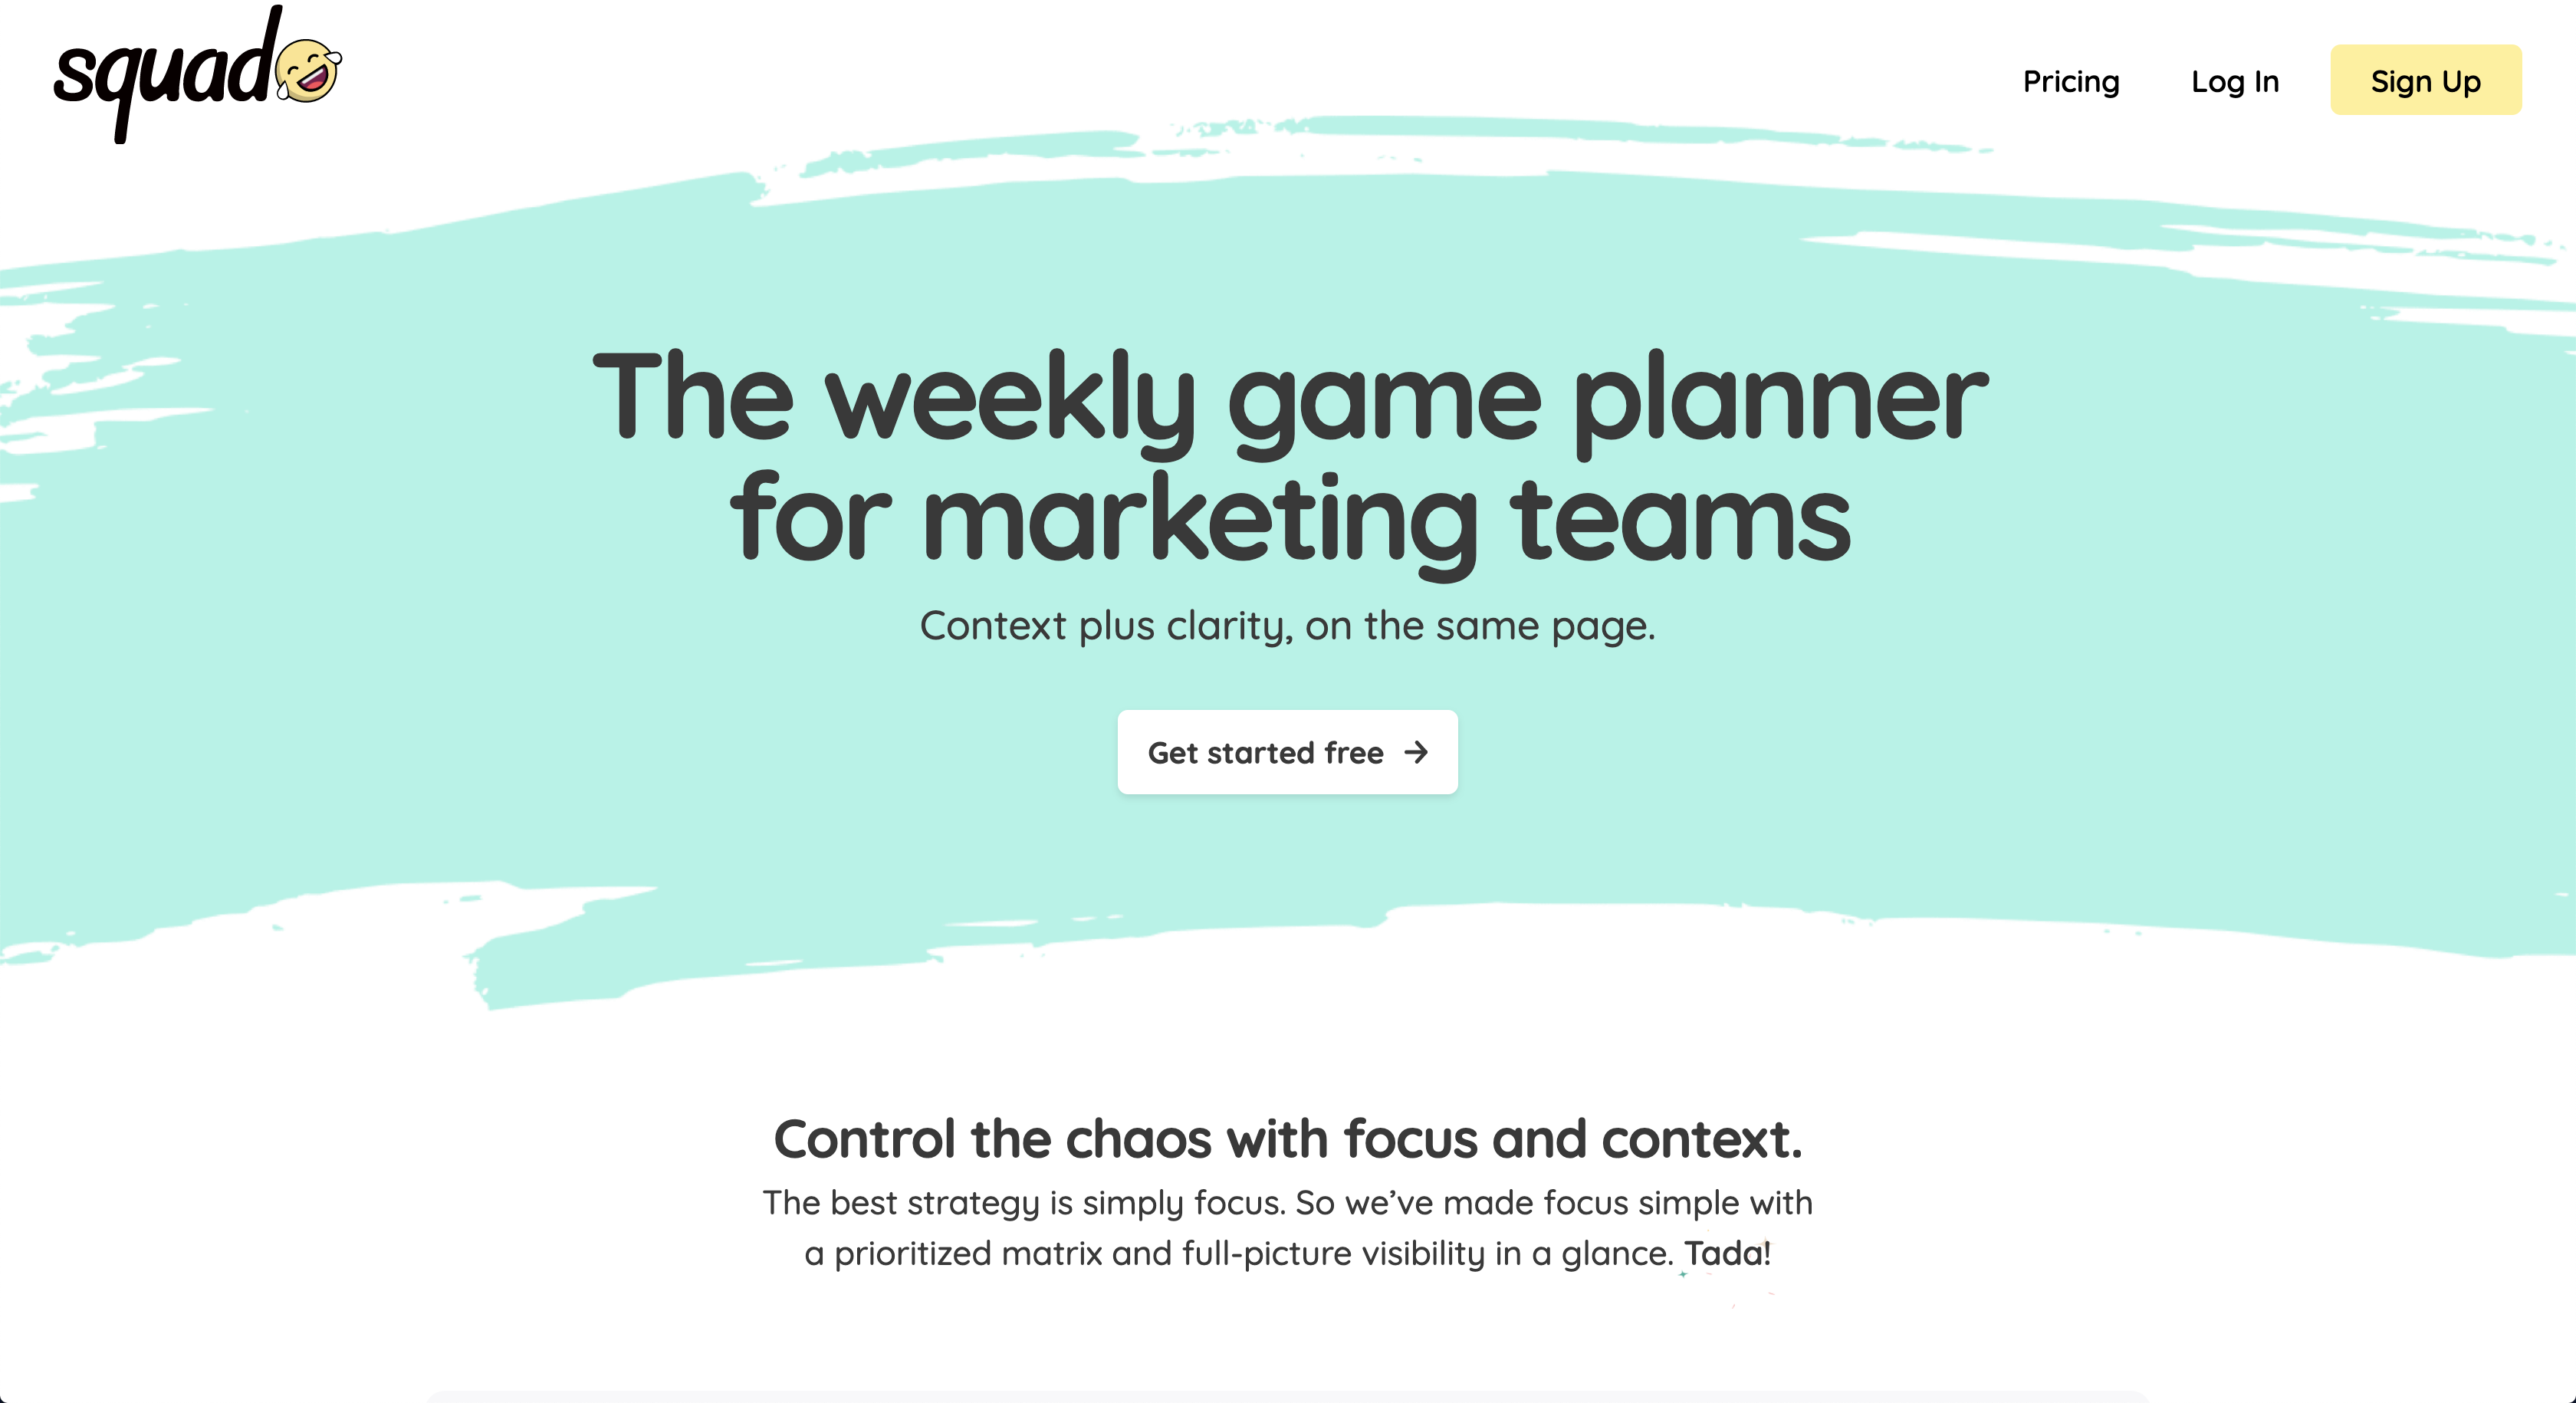 squad
Pricing
Log In
Sign Up
The weekly game planner
for marketing teams
Context plus clarity, on the same page.
Get started free →
Control the chaos with focus and context.
The best strategy is simply focus. So we’ve made focus simple with
a prioritized matrix and full-picture visibility in a glance. Tada!